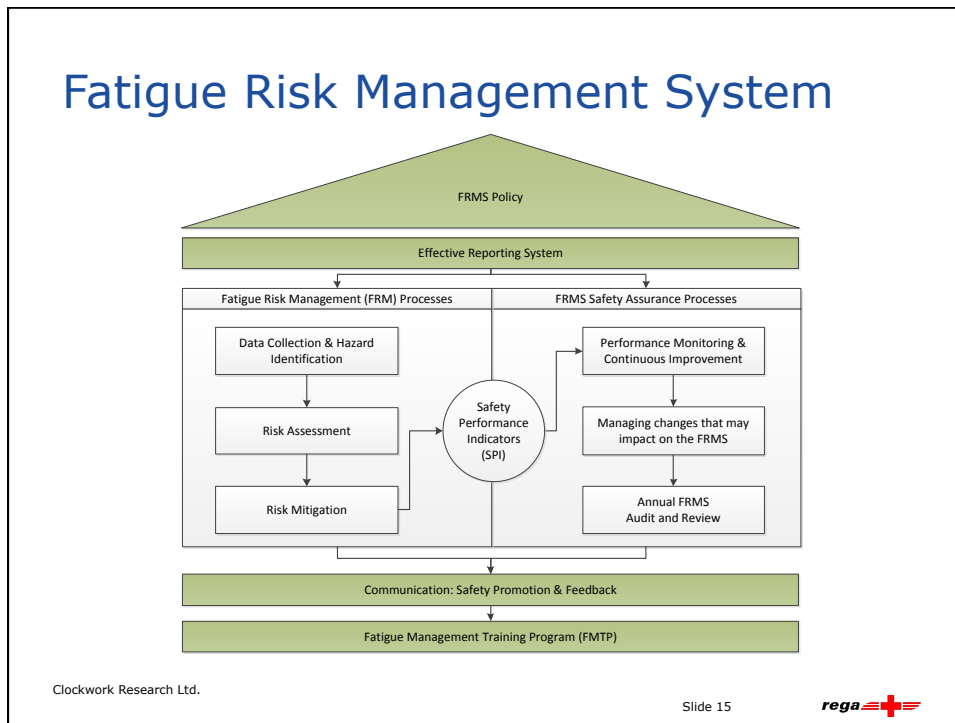 Fatigue Risk Management System
FRMS Policy
Effective Reporting System
Fatigue Risk Management (FRM) Processes
Data Collection & Hazard
Identification
Risk Assessment
Risk Mitigation
Safety
Performance
Indicators
(SPI)
FRMS Safety Assurance Processes
Performance Monitoring &
Continuous Improvement
Managing changes that may
impact on the FRMS
Annual FRMS
Audit and Review
Communication: Safety Promotion & Feedback
Fatigue Management Training Program (FMTP)
Clockwork Research Ltd.
Slide 15
rega